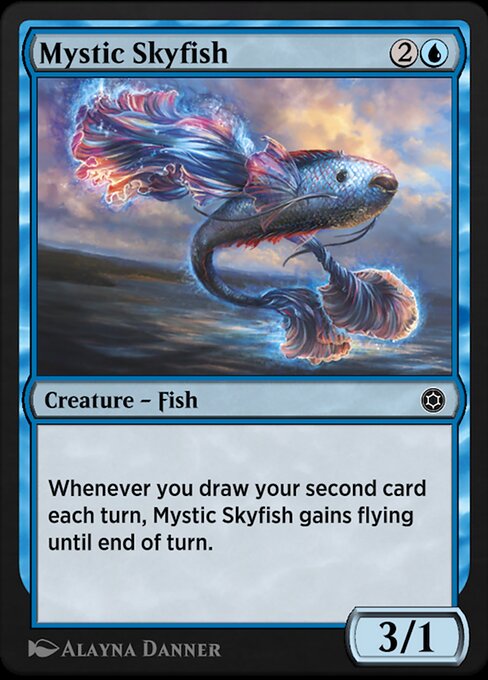 Mystic Skyfish 2
Creature – Fish
Whenever you draw your second card
each turn, Mystic Skyfish gains flying
until end of turn.
Alayna Danner
3/1